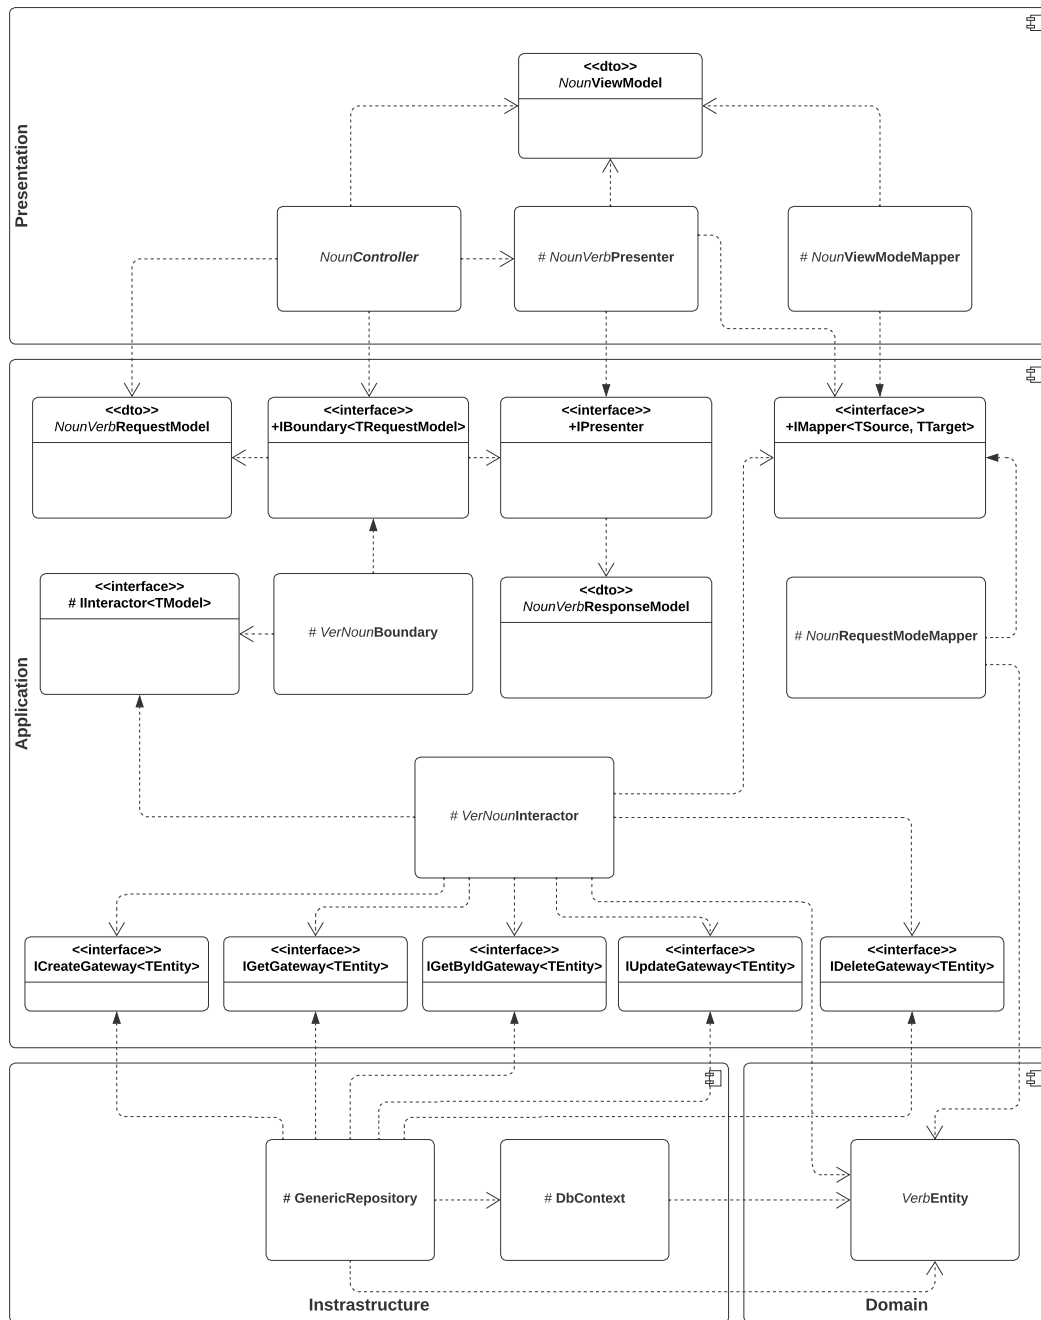 Presentation
<<dto>>
NounViewModel
NounController
# NounVerbPresenter
# NounViewModeMapper
Application
<<dto>>
NounVerbRequestModel
<<interface>>
+IBoundary<TRequestModel>
<<interface>>
+IPresenter
<<interface>>
+IMapper<TSource, TTarget>
<<interface>>
# IInteractor<TModel>
# VerNounBoundary
<<dto>>
NounVerbResponseModel
# NounRequestModeMapper
# VerNounInteractor
<<interface>>
ICreateGateway<TEntity>
<<interface>>
IGetGateway<TEntity>
<<interface>>
IGetByIdGateway<TEntity>
<<interface>>
IUpdateGateway<TEntity>
<<interface>>
IDeleteGateway<TEntity>
# GenericRepository
# DbContext
VerbEntity
Instrastructure
Domain